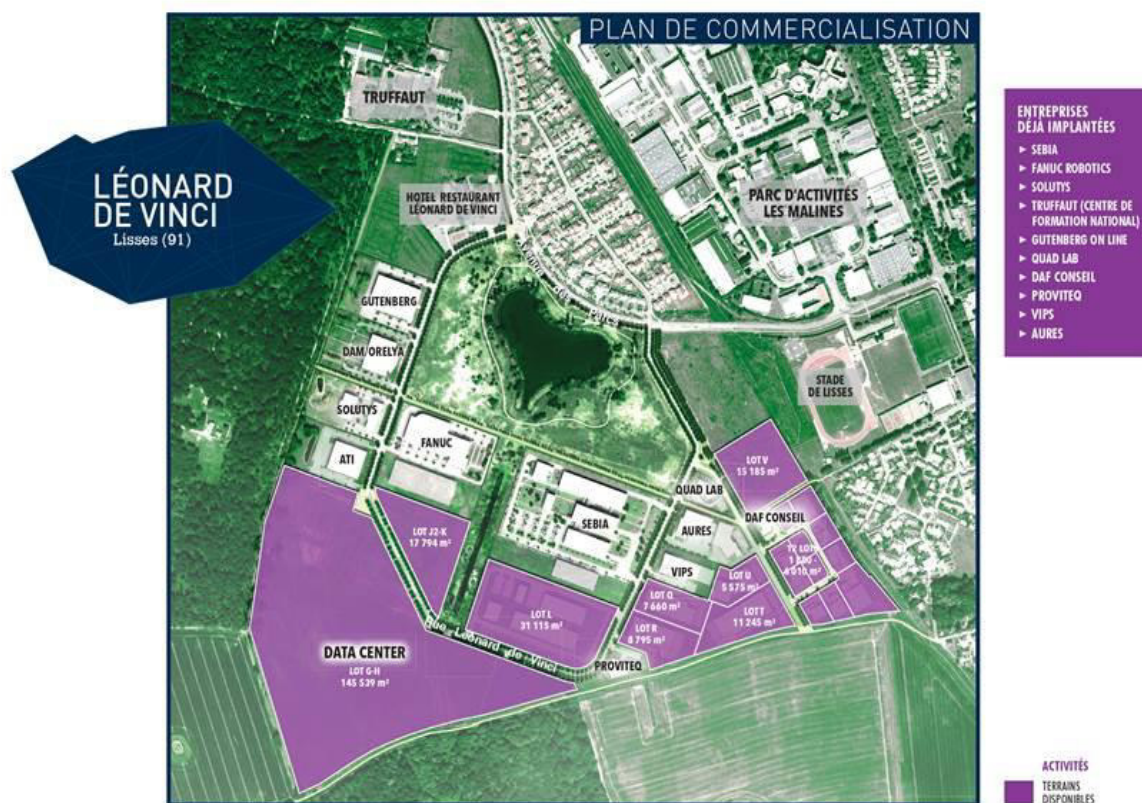 PLAN DE COMMERCIALISATION
LÉONARD
DE VINCI
Lisses (91)
TRUFFAUT
HOTEL RESTAURANT
LÉONARD DE VINCI
PARC D'ACTIVITÉS
LES MALINES
Avenue des Parcs
GUTENBERG
DAM/ORELYA
SOLUTYS
FANUC
ATI
STADE
DE LISSES
LOT V
15 185 m²
QUAD LAB
DAF CONSEIL
SEBIA
AURES
VIPS
LOT J2-K
17 794 m²
LOT U
5 575 m²
LOT Q
7 660 m²
LOT T
11 245 m²
LOT L
31 115 m²
LOT R
8 795 m²
Rue Léonard de Vinci
PROVITEQ
DATA CENTER
LOT G-H
145 539 m²
ENTREPRISES
DÉJÀ IMPLANTÉES
► SEBIA
► FANUC ROBOTICS
► SOLUTYS
► TRUFFAUT (CENTRE DE
FORMATION NATIONAL)
► GUTENBERG ON LINE
► QUAD LAB
► DAF CONSEIL
► PROVITEQ
► VIPS
► AURES
ACTIVITÉS
TERRAINS
DISPONIBLES